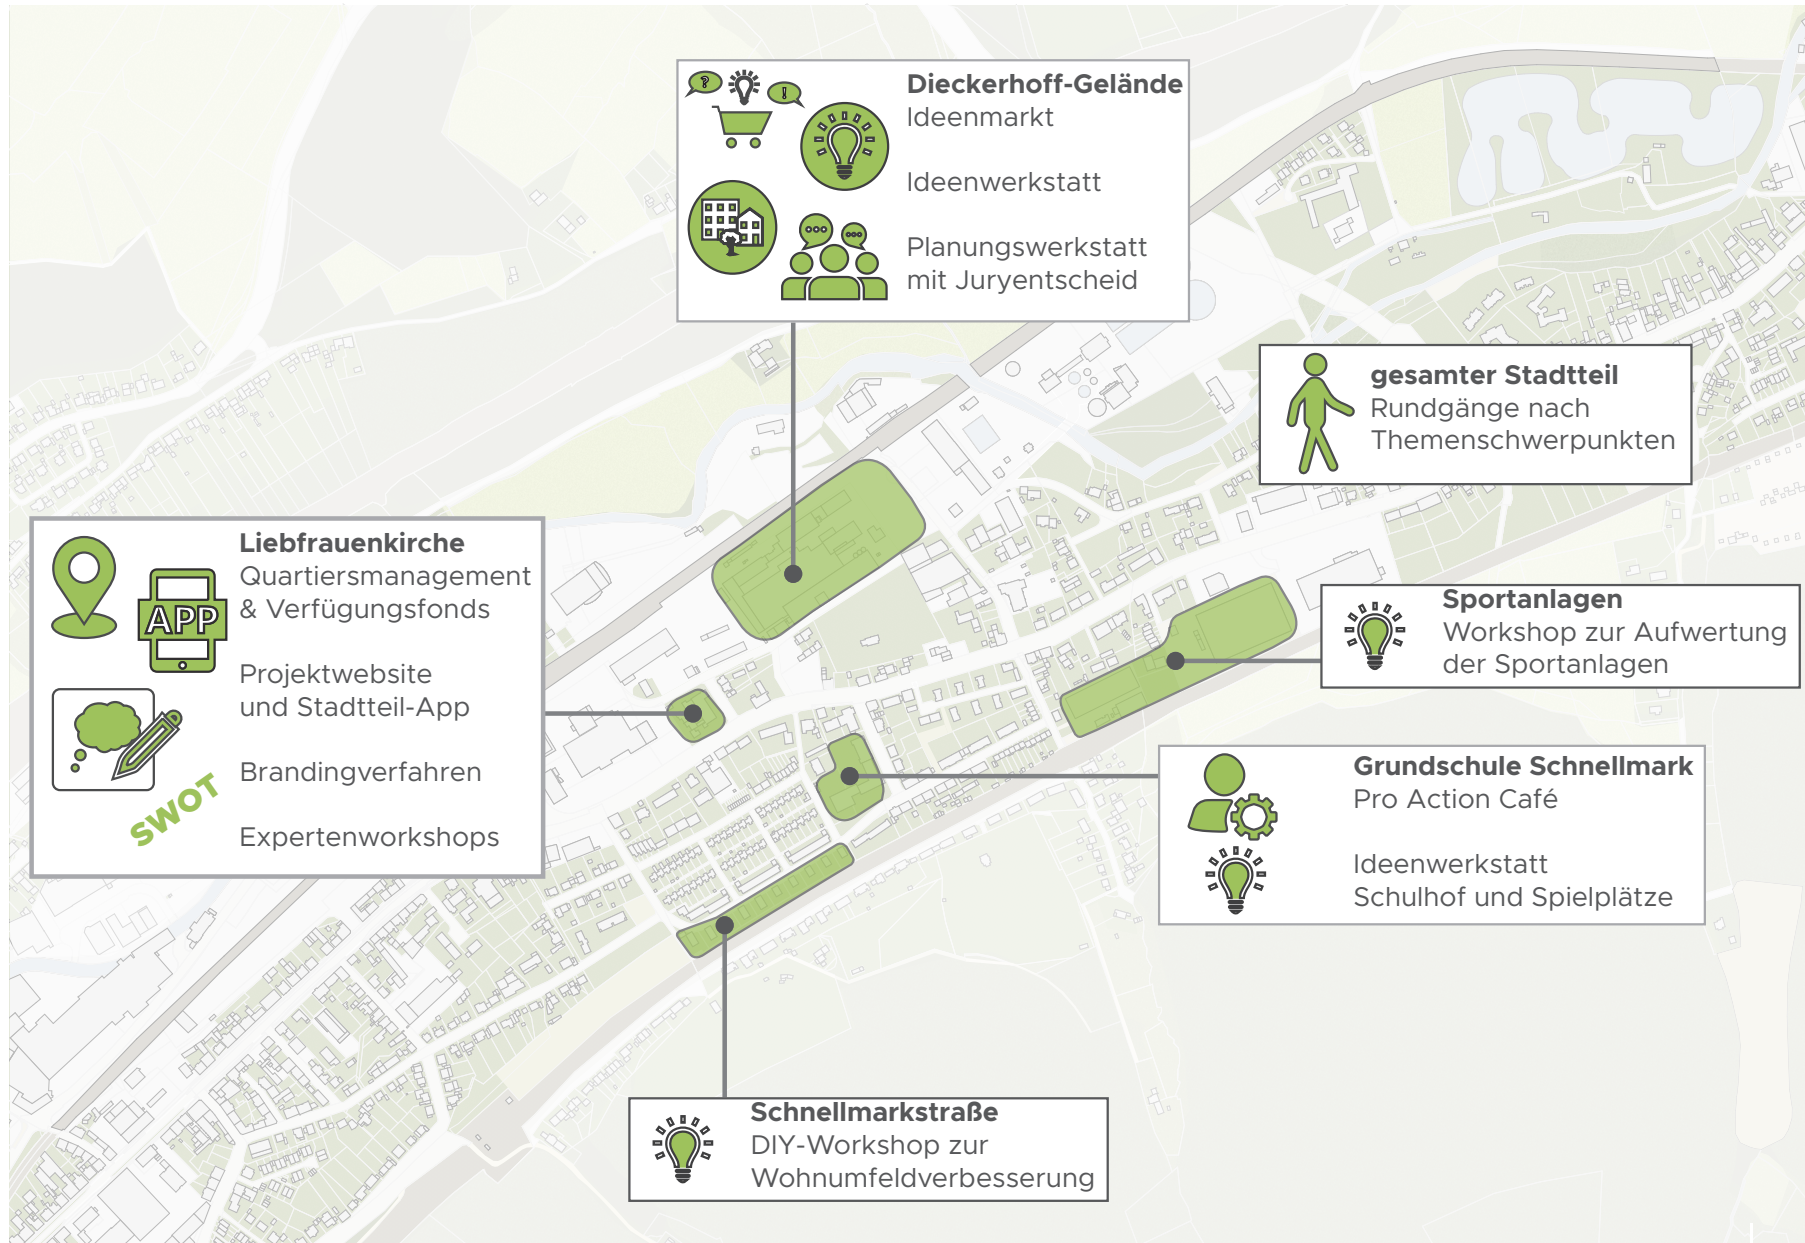 ?
!
Dieckerhoff-Gelände
Ideenmarkt
Ideenwerkstatt
Planungswerkstatt
mit Juryentscheid
gesamter Stadtteil
Rundgänge nach
Themenschwerpunkten
Liebfrauenkirche
Quartiersmanagement
& Verfügungsfonds
APP
Projektwebsite
und Stadtteil-App
Brandingverfahren
SWOT
Expertenworkshops
Sportanlagen
Workshop zur Aufwertung
der Sportanlagen
Grundschule Schnellmark
Pro Action Café
Ideenwerkstatt
Schulhof und Spielplätze
Schnellmarkstraße
DIY-Workshop zur
Wohnumfeldverbesserung